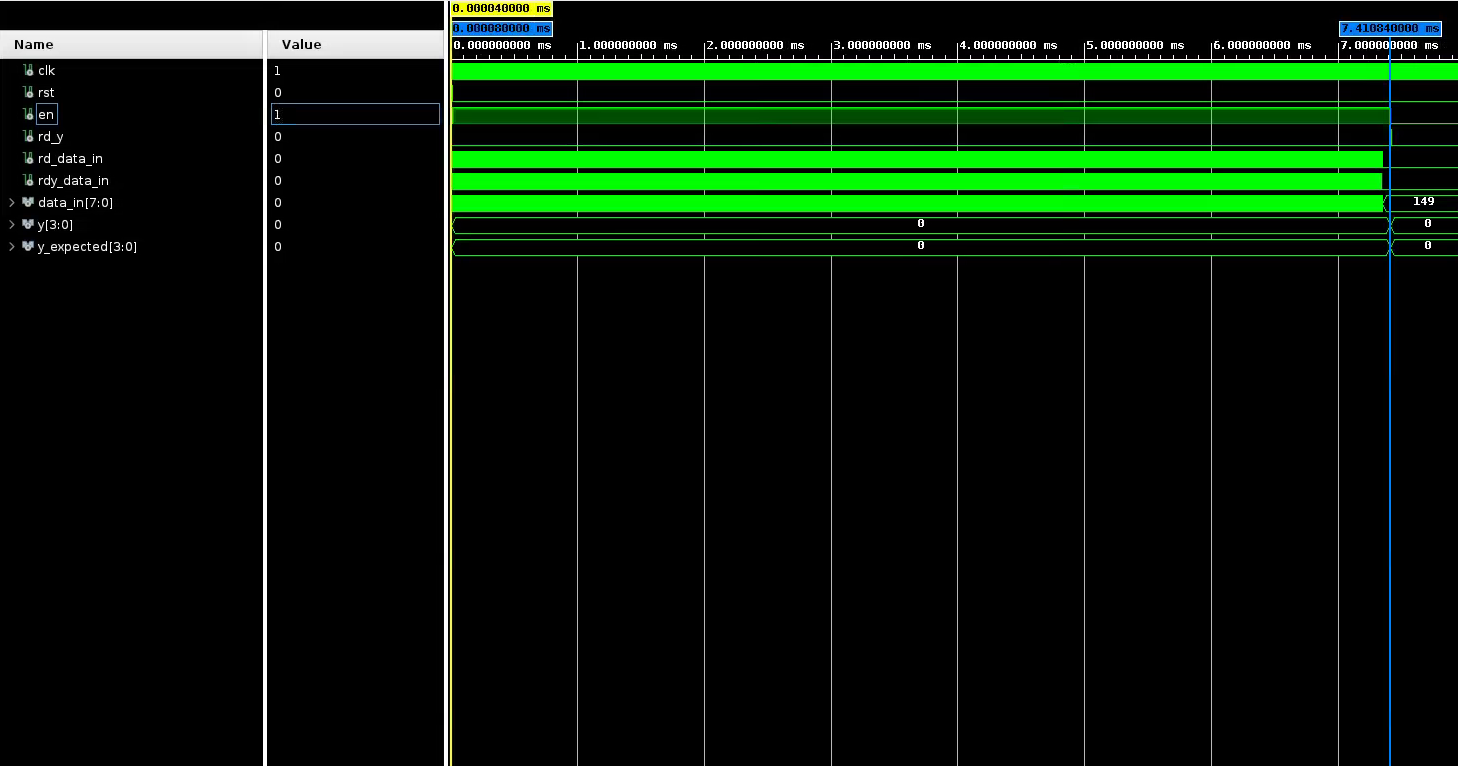 0.000040000 ms
0.000080000 ms 7.410840000 ms
Name Value 0.000000000 ms 1.000000000 ms 2.000000000 ms 3.000000000 ms 4.000000000 ms 5.000000000 ms 6.000000000 ms 7.000000000 ms
clk 1
rst 0
en 1
rd_y 0
rd_data_in 0
rdy_data_in 0
data_in[7:0] 0 149
y[3:0] 0 0 0
y_expected[3:0] 0 0 0